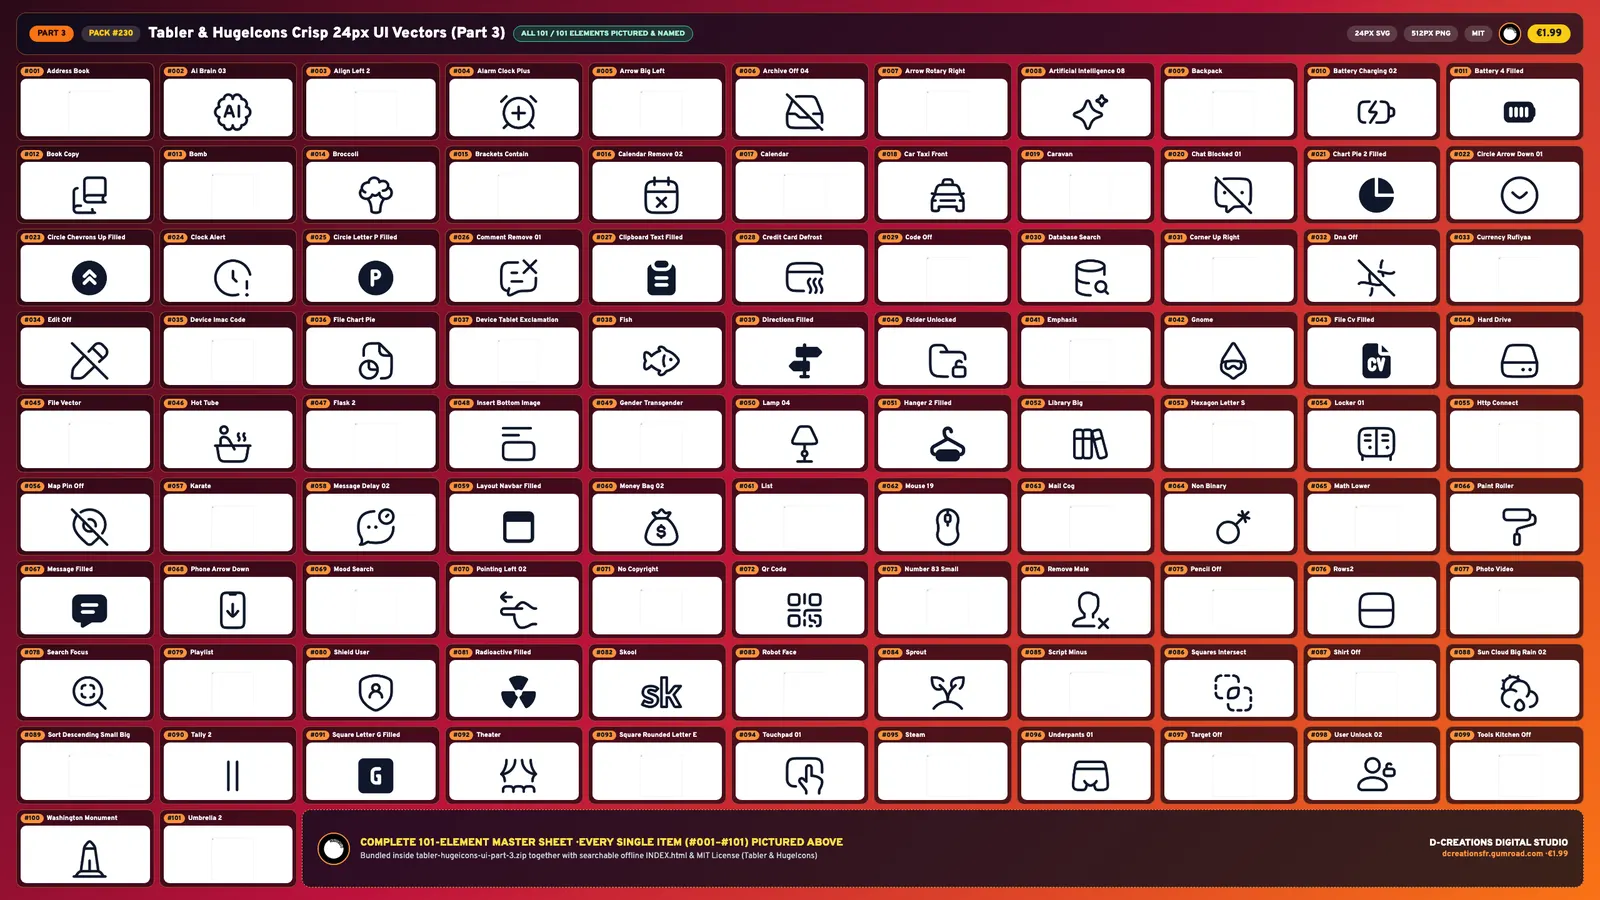 PART 3 PACK #230 Tabler & Hugelcons Crisp 24px UI Vectors (Part 3) ALL 101 / 101 ELEMENTS PICTURED & NAMED 24PX SVG 512PX PNG MIT €1.99
#001 Address Book #002 Ai Brain 03 #003 Align Left 2 #004 Alarm Clock Plus #005 Arrow Big Left #006 Archive Off 04 #007 Arrow Rotary Right #008 Artificial Intelligence 08 #009 Backpack #010 Battery Charging 02 #011 Battery 4 Filled
AI
#012 Book Copy #013 Bomb #014 Broccoli #015 Brackets Contain #016 Calendar Remove 02 #017 Calendar #018 Car Taxi Front #019 Caravan #020 Chat Blocked 01 #021 Chart Pie 2 Filled #022 Circle Arrow Down 01
#023 Circle Chevrons Up Filled #024 Clock Alert #025 Circle Letter P Filled #026 Comment Remove 01 #027 Clipboard Text Filled #028 Credit Card Defrost #029 Code Off #030 Database Search #031 Corner Up Right #032 Dna Off #033 Currency Rufiyaa
P
#034 Edit Off #035 Device Imac Code #036 File Chart Pie #037 Device Tablet Exclamation #038 Fish #039 Directions Filled #040 Folder Unlocked #041 Emphasis #042 Gnome #043 File Cv Filled #044 Hard Drive
CV
#045 File Vector #046 Hot Tube #047 Flask 2 #048 Insert Bottom Image #049 Gender Transgender #050 Lamp 04 #051 Hanger 2 Filled #052 Library Big #053 Hexagon Letter S #054 Locker 01 #055 Http Connect
#056 Map Pin Off #057 Karate #058 Message Delay 02 #059 Layout Navbar Filled #060 Money Bag 02 #061 List #062 Mouse 19 #063 Mail Cog #064 Non Binary #065 Math Lower #066 Paint Roller
$
#067 Message Filled #068 Phone Arrow Down #069 Mood Search #070 Pointing Left 02 #071 No Copyright #072 Qr Code #073 Number 83 Small #074 Remove Male #075 Pencil Off #076 Rows2 #077 Photo Video
#078 Search Focus #079 Playlist #080 Shield User #081 Radioactive Filled #082 Skool #083 Robot Face #084 Sprout #085 Script Minus #086 Squares Intersect #087 Shirt Off #088 Sun Cloud Big Rain 02
sk
#089 Sort Descending Small Big #090 Tally 2 #091 Square Letter G Filled #092 Theater #093 Square Rounded Letter E #094 Touchpad 01 #095 Steam #096 Underpants 01 #097 Target Off #098 User Unlock 02 #099 Tools Kitchen Off
G
#100 Washington Monument #101 Umbrella 2
COMPLETE 101-ELEMENT MASTER SHEET · EVERY SINGLE ITEM (#001–#101) PICTURED ABOVE
Bundled inside tabler-hugeicons-ui-part-3.zip together with searchable offline INDEX.html & MIT License (Tabler & Hugeicons)
D-CREATIONS DIGITAL STUDIO
dcreationsfr.gumroad.com · €1.99